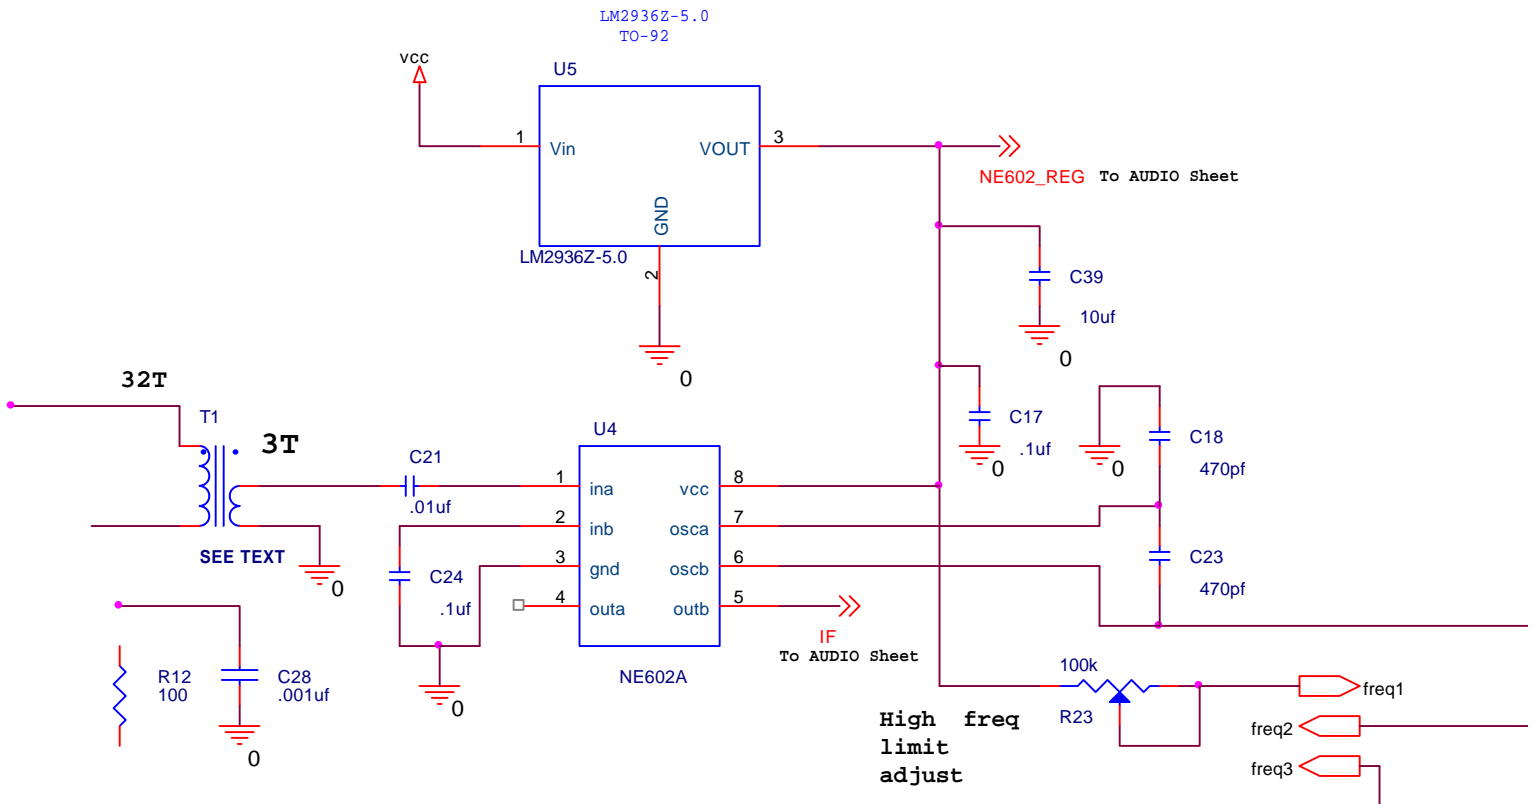 LM2936Z-5.0
TO-92
vcc
U5
1
Vin
VOUT
3
GND
2
LM2936Z-5.0
0
NE602_REG To AUDIO Sheet
C39
10uf
0
32T
T1
3T
SEE TEXT
0
C21
.01uf
U4
1
ina
vcc
8
2
inb
osca
7
3
gnd
oscb
6
4
outa
outb
5
NE602A
C24
.1uf
0
C17
.1uf
0
0
C18
470pf
C23
470pf
IF
To AUDIO Sheet
R12
100
C28
.001uf
0
100k
R23
High freq
limit
adjust
freq1
freq2
freq3